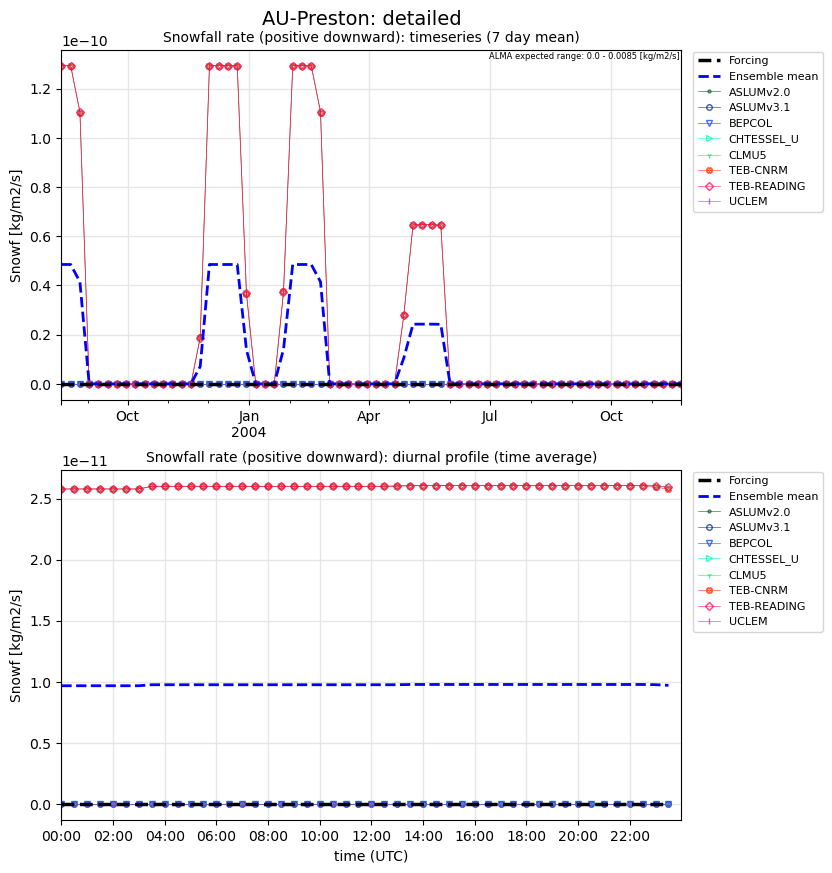 AU-Preston: detailed
Snowfall rate (positive downward): timeseries (7 day mean)
1e−10
ALMA expected range: 0.0 - 0.0085 [kg/m2/s]
Snowf [kg/m2/s]
1.2
1.0
0.8
0.6
0.4
0.2
0.0
Oct
Jan
2004
Apr
Jul
Oct
Forcing
Ensemble mean
ASLUMv2.0
ASLUMv3.1
BEPCOL
CHTESSEL_U
CLMU5
TEB-CNRM
TEB-READING
UCLEM
Snowfall rate (positive downward): diurnal profile (time average)
1e−11
Snowf [kg/m2/s]
2.5
2.0
1.5
1.0
0.5
0.0
00:00 02:00 04:00 06:00 08:00 10:00 12:00 14:00 16:00 18:00 20:00 22:00
time (UTC)
Forcing
Ensemble mean
ASLUMv2.0
ASLUMv3.1
BEPCOL
CHTESSEL_U
CLMU5
TEB-CNRM
TEB-READING
UCLEM